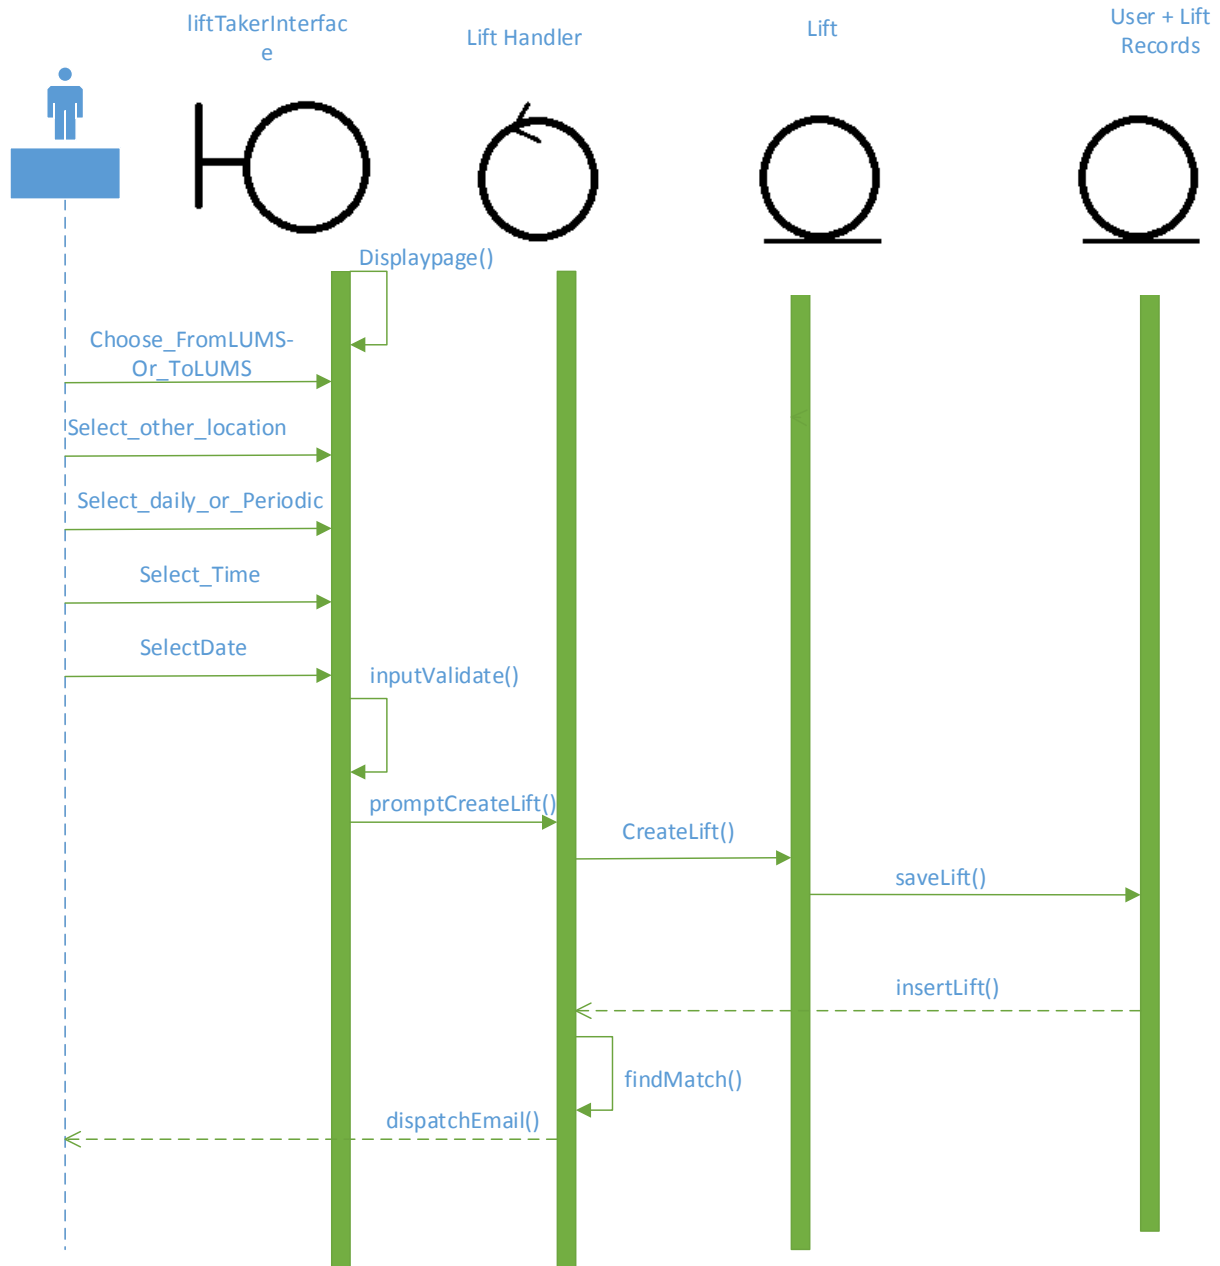 liftTakerInterfac
e
Lift Handler
Lift
User + Lift
Records
Displaypage()
Choose_FromLUMS-
Or_ToLUMS
Select_other_location
Select_daily_or_Periodic
Select_Time
SelectDate
inputValidate()
promptCreateLift()
CreateLift()
saveLift()
insertLift()
findMatch()
dispatchEmail()